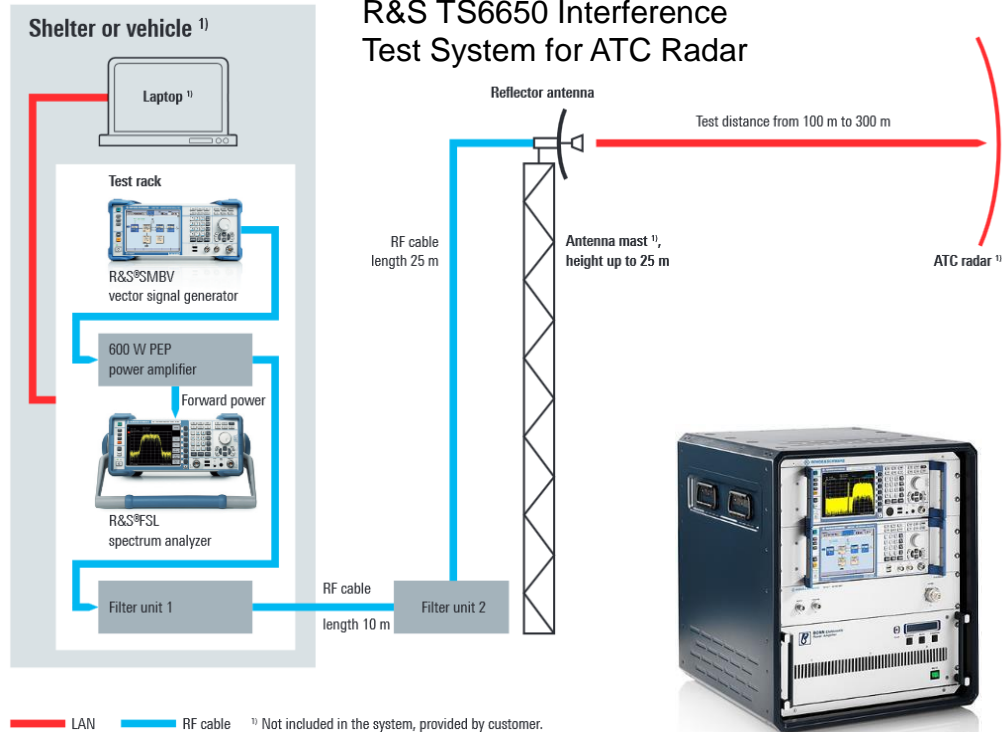 R&S TS6650 Interference
Test System for ATC Radar
Shelter or vehicle 1)
Laptop 1)
Test rack
R&S®SMBV
vector signal generator
600 W PEP
power amplifier
Forward power
R&S®FSL
spectrum analyzer
Filter unit 1
RF cable
length 10 m
Filter unit 2
RF cable
length 25 m
Reflector antenna
Antenna mast 1),
height up to 25 m
Test distance from 100 m to 300 m
ATC radar 1)
LAN
RF cable
1) Not included in the system, provided by customer.